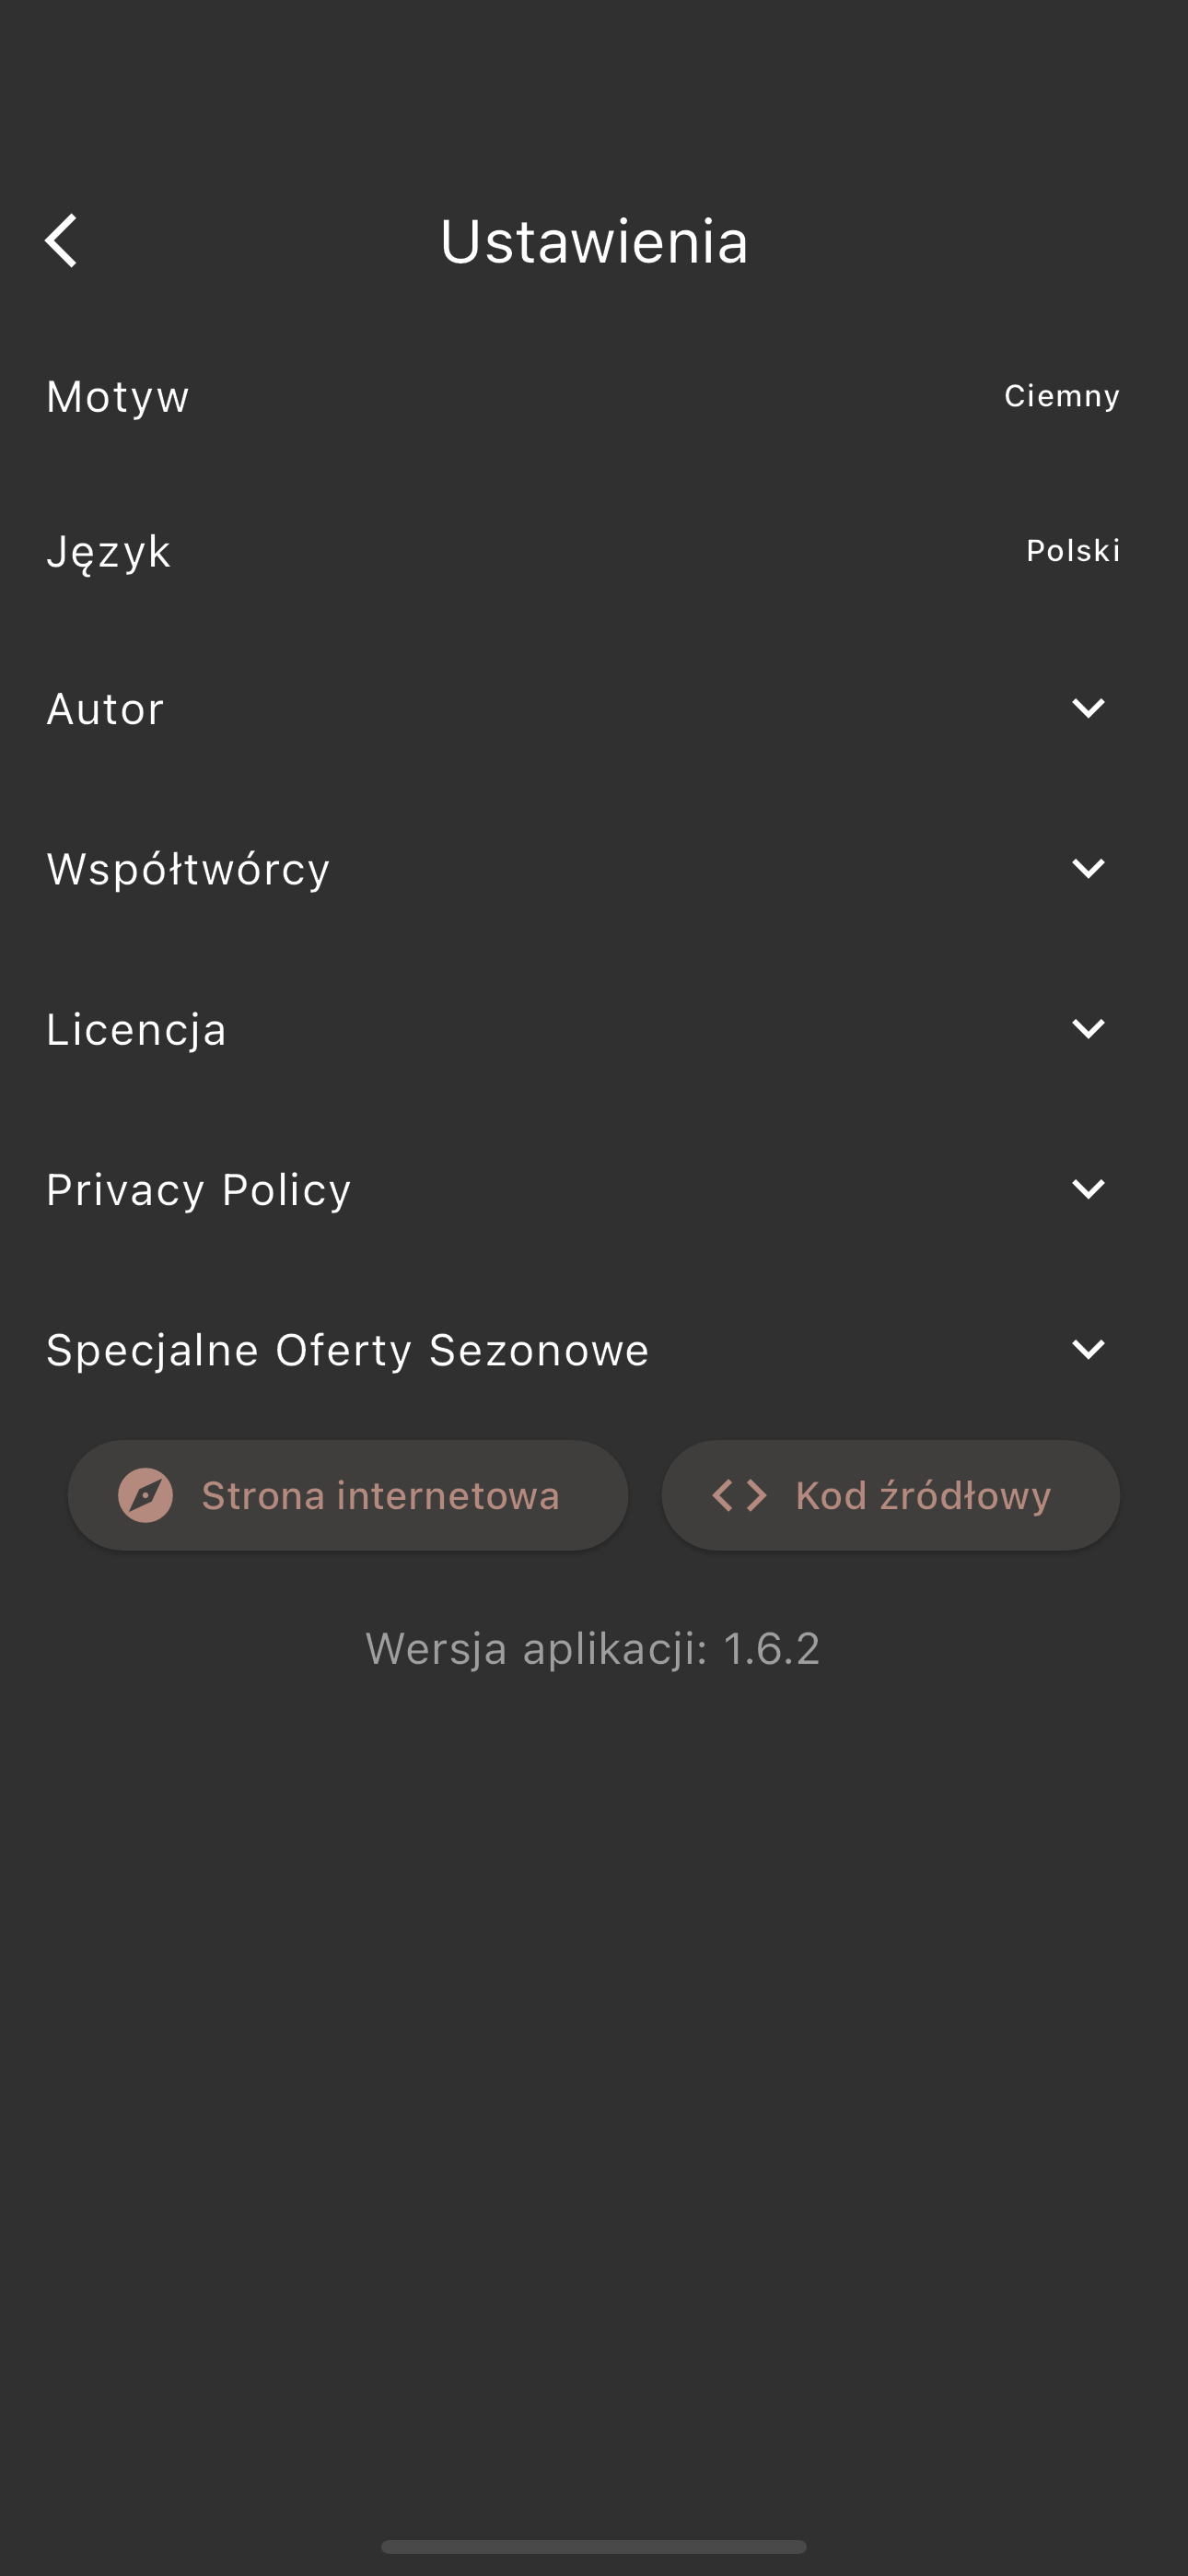 Ustawienia
Motyw Ciemny
Język Polski
Autor
Współtwórcy
Licencja
Privacy Policy
Specjalne Oferty Sezonowe
Strona internetowa Kod źródłowy
Wersja aplikacji: 1.6.2